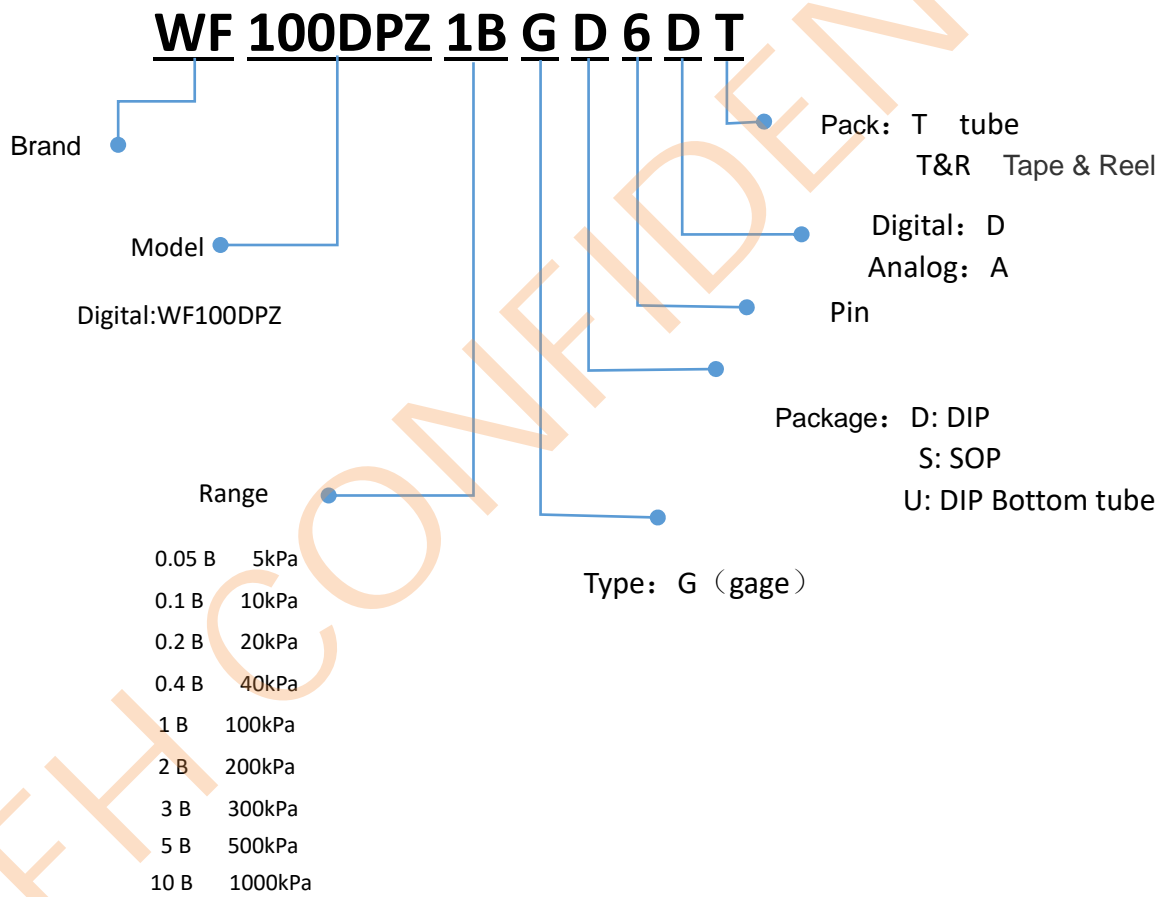 WF 100DPZ 1B G D 6 D T
Brand
Pack：T tube
T&R Tape & Reel
Model
Digital：D
Analog：A
Digital:WF100DPZ
Pin
Package：D: DIP
S: SOP
U: DIP Bottom tube
Range
Type：G（gage）
0.05 B 5kPa
0.1 B 10kPa
0.2 B 20kPa
0.4 B 40kPa
1 B 100kPa
2 B 200kPa
3 B 300kPa
5 B 500kPa
10 B 1000kPa
FH CONFIDEN